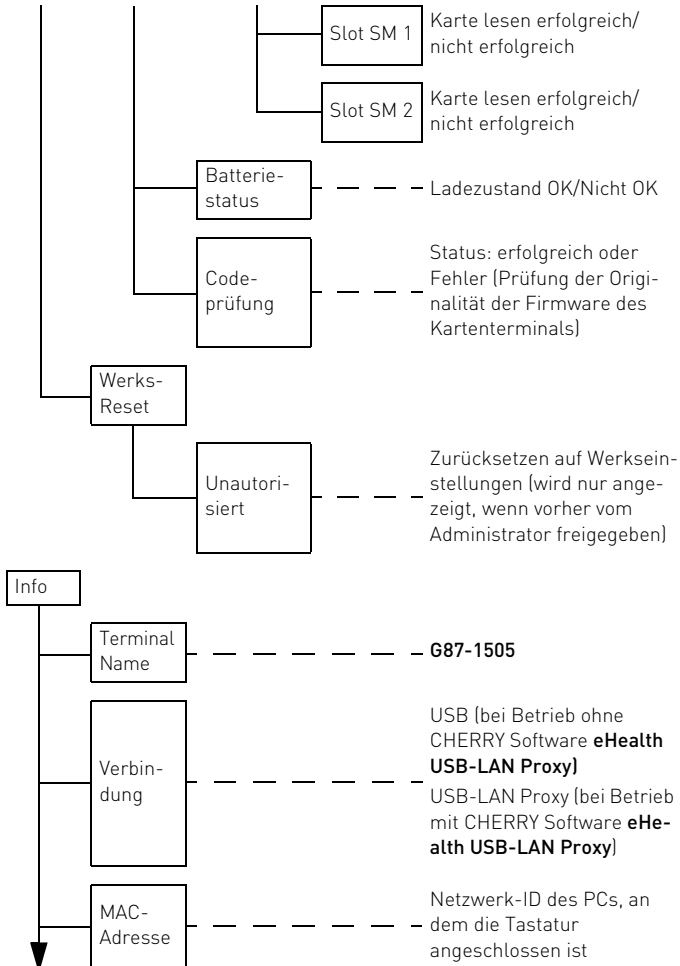 Slot SM 1
Karte lesen erfolgreich/
nicht erfolgreich
Slot SM 2
Karte lesen erfolgreich/
nicht erfolgreich
Batterie-
status
Ladezustand OK/Nicht OK
Code-
prüfung
Status: erfolgreich oder
Fehler (Prüfung der Origi-
nalität der Firmware des
Kartenterminals)
Werks-
Reset
Unautori-
siert
Zurücksetzen auf Werksein-
stellungen (wird nur ange-
zeigt, wenn vorher vom
Administrator freigegeben)
Info
Terminal
Name
G87-1505
Verbin-
dung
USB (bei Betrieb ohne
CHERRY Software eHealth
USB-LAN Proxy)
USB-LAN Proxy (bei Betrieb
mit CHERRY Software eHe-
alth USB-LAN Proxy)
MAC-
Adresse
Netzwerk-ID des PCs, an
dem die Tastatur
angeschlossen ist